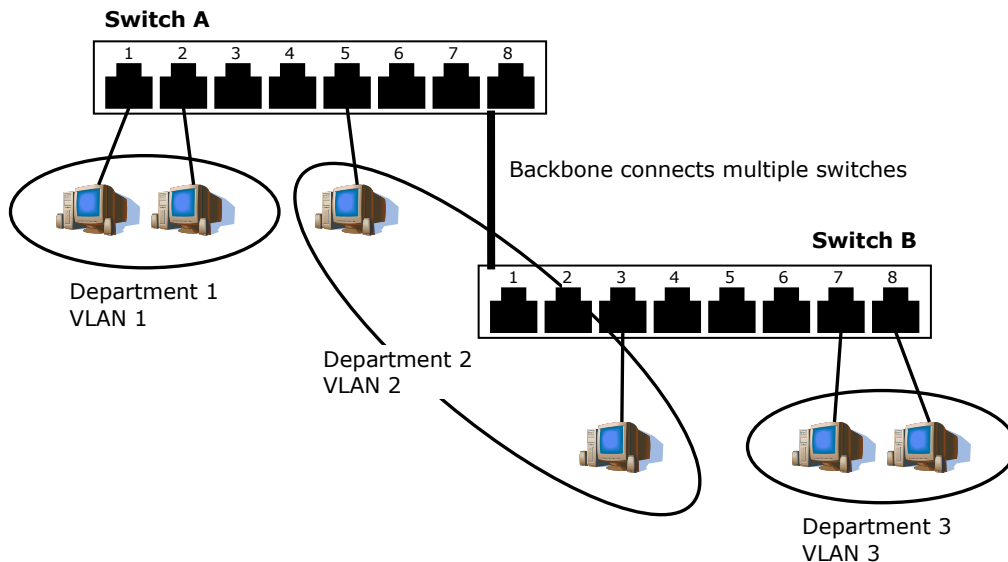 Switch A
1 2 3 4 5 6 7 8
Backbone connects multiple switches
Switch B
1 2 3 4 5 6 7 8
Department 1
VLAN 1
Department 2
VLAN 2
Department 3
VLAN 3